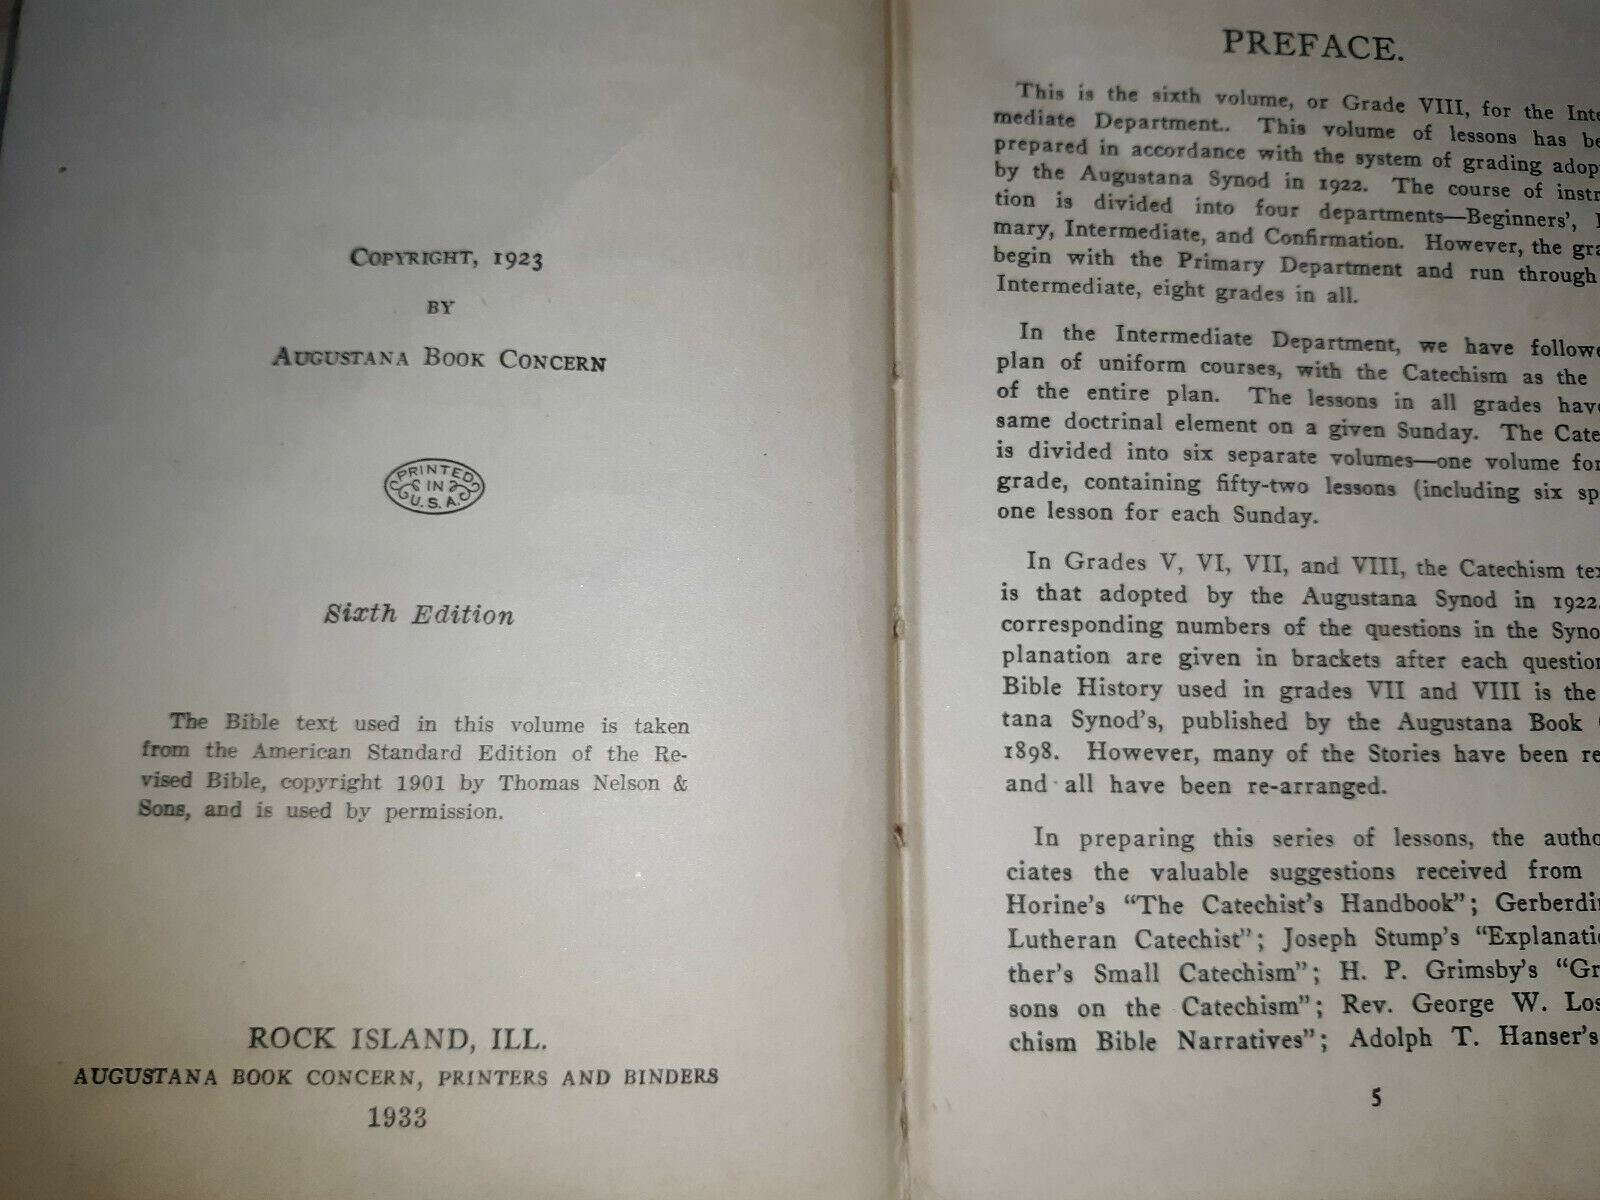 COPYRIGHT, 1923
BY
AUGUSTANA BOOK CONCERN
PRINTED
IN
U.S.A.
Sixth Edition
The Bible text used in this volume is taken
from the American Standard Edition of the Re-
vised Bible, copyright 1901 by Thomas Nelson &
Sons, and is used by permission.
ROCK ISLAND, ILL.
AUGUSTANA BOOK CONCERN, PRINTERS AND BINDERS
1933
PREFACE.
This is the sixth volume, or Grade VIII, for the Inte
mediate Department.. This volume of lessons has be
prepared in accordance with the system of grading adop
by the Augustana Synod in 1922. The course of instr
tion is divided into four departments—Beginners',
mary, Intermediate, and Confirmation. However, the gra
begin with the Primary Department and run through
Intermediate, eight grades in all.
In the Intermediate Department, we have followe
plan of uniform courses, with the Catechism as the
of the entire plan. The lessons in all grades have
same doctrinal element on a given Sunday. The Cate
is divided into six separate volumes—one volume for
grade, containing fifty-two lessons (including six sp
one lesson for each Sunday.
In Grades V, VI, VII, and VIII, the Catechism te
is that adopted by the Augustana Synod in 1922.
corresponding numbers of the questions in the Syno
planation are given in brackets after each question
Bible History used in grades VII and VIII is the
tana Synod's, published by the Augustana Book
1898. However, many of the Stories have been re
and all have been re-arranged.
In preparing this series of lessons, the autho
ciates the valuable suggestions received from
Horine's "The Catechist's Handbook"; Gerberdin
Lutheran Catechist"; Joseph Stump's "Explanati
ther's Small Catechism"; H. P. Grimsby's "Gr
sons on the Catechism"; Rev. George W. Los
chism Bible Narratives"; Adolph T. Hanser's
5